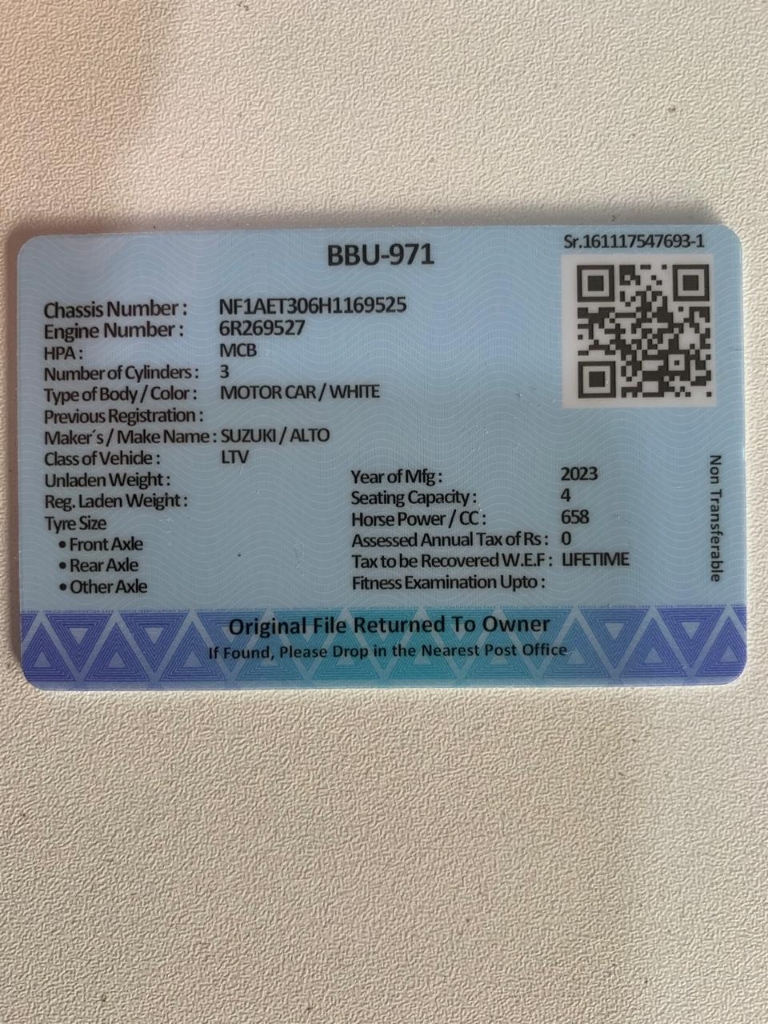 BBU-971
Sr.161117547693-1
Chassis Number : NF1AET306H1169525
Engine Number : 6R269527
HPA : MCB
Number of Cylinders : 3
Type of Body / Color : MOTOR CAR / WHITE
Previous Registration :
Maker´s / Make Name : SUZUKI / ALTO
Class of Vehicle : LTV
Unladen Weight :
Reg. Laden Weight :
Tyre Size
• Front Axle
• Rear Axle
• Other Axle
Year of Mfg : 2023
Seating Capacity : 4
Horse Power / CC : 658
Assessed Annual Tax of Rs : 0
Tax to be Recovered W.E.F : LIFETIME
Fitness Examination Upto :
Non Transferable
Original File Returned To Owner
If Found, Please Drop in the Nearest Post Office